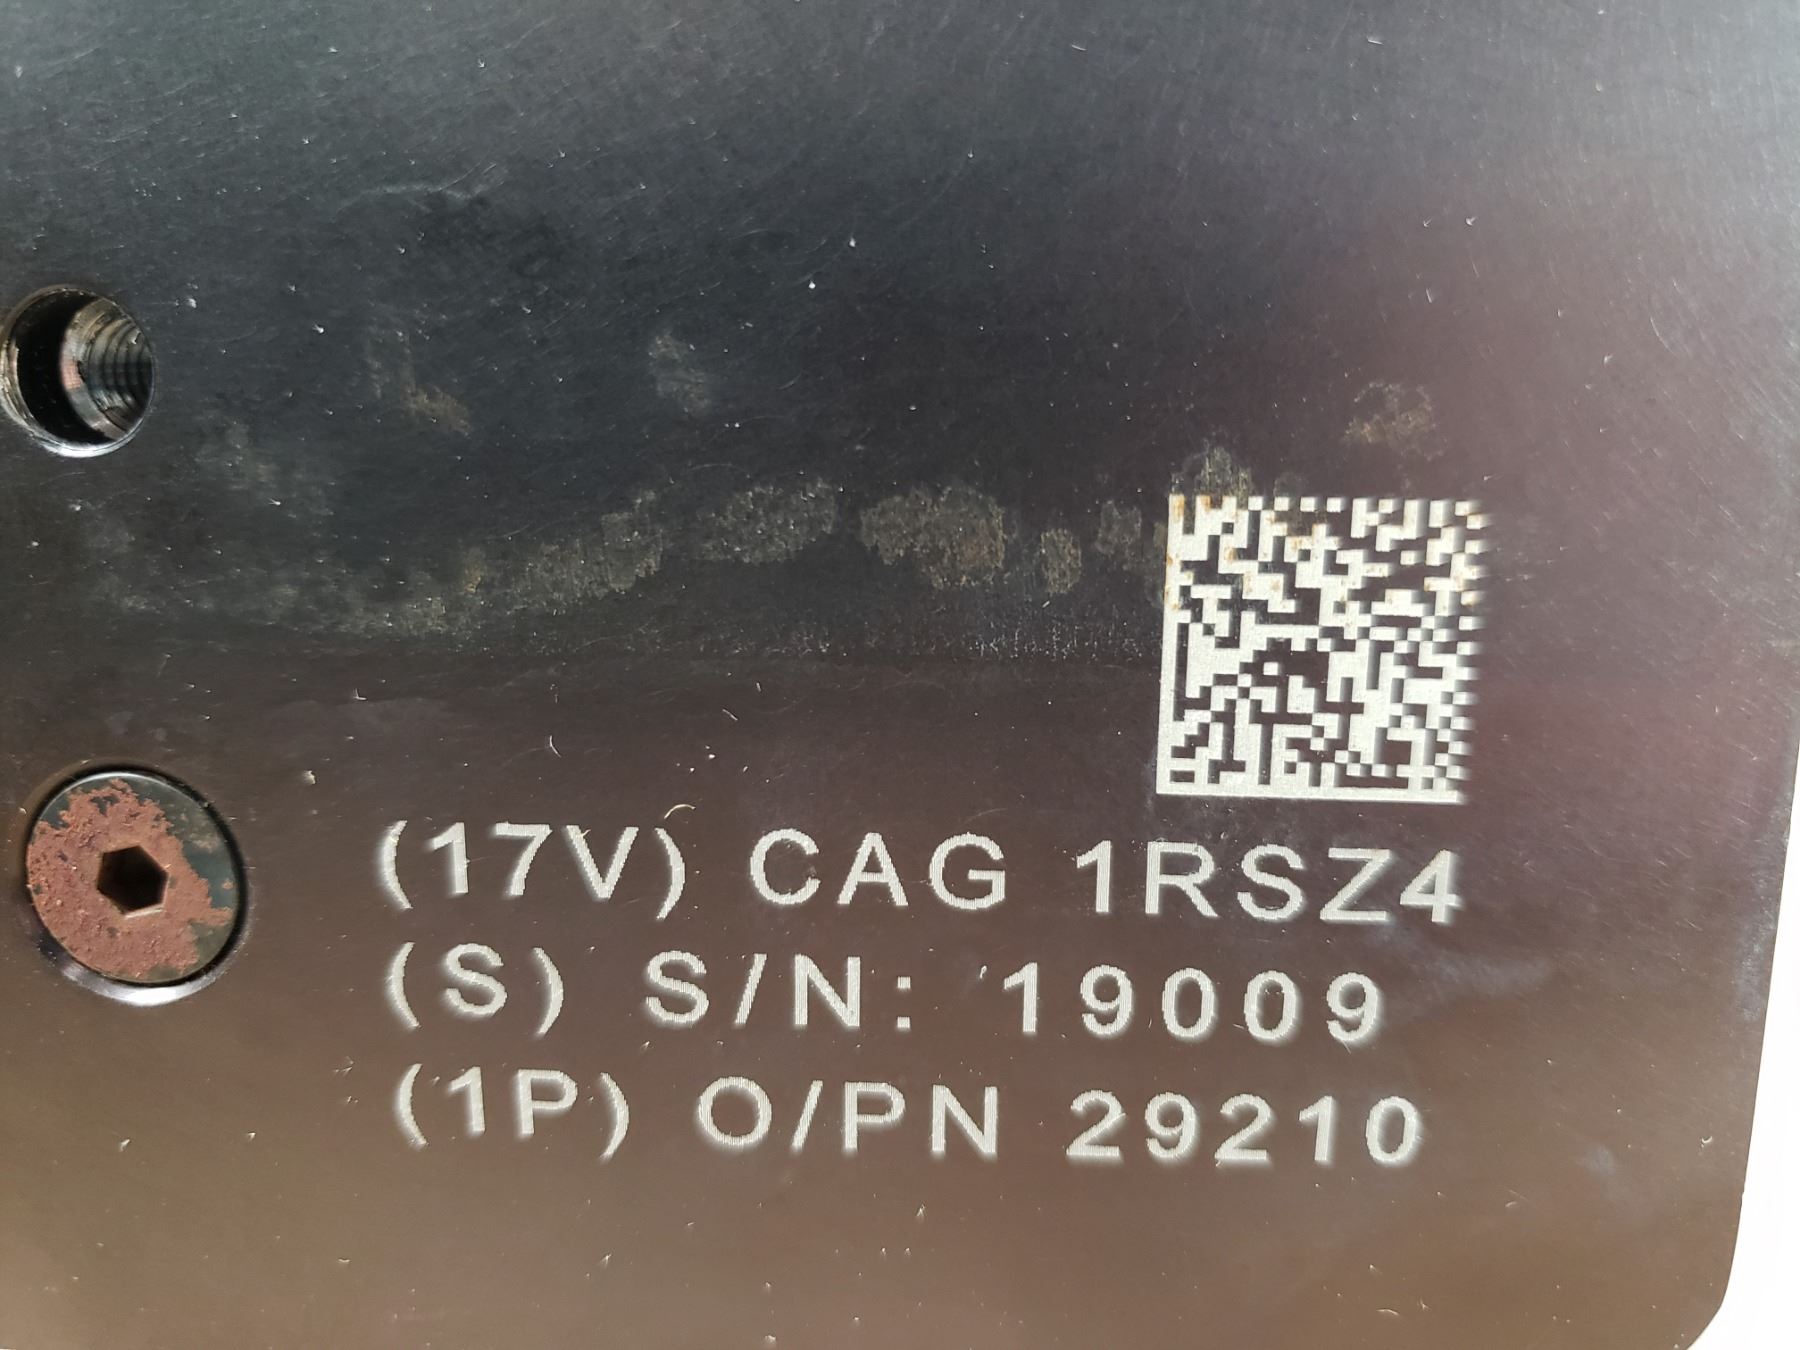 (17V) CAG 1RSZ4
(S) S/N: 19009
(1P) O/PN 29210